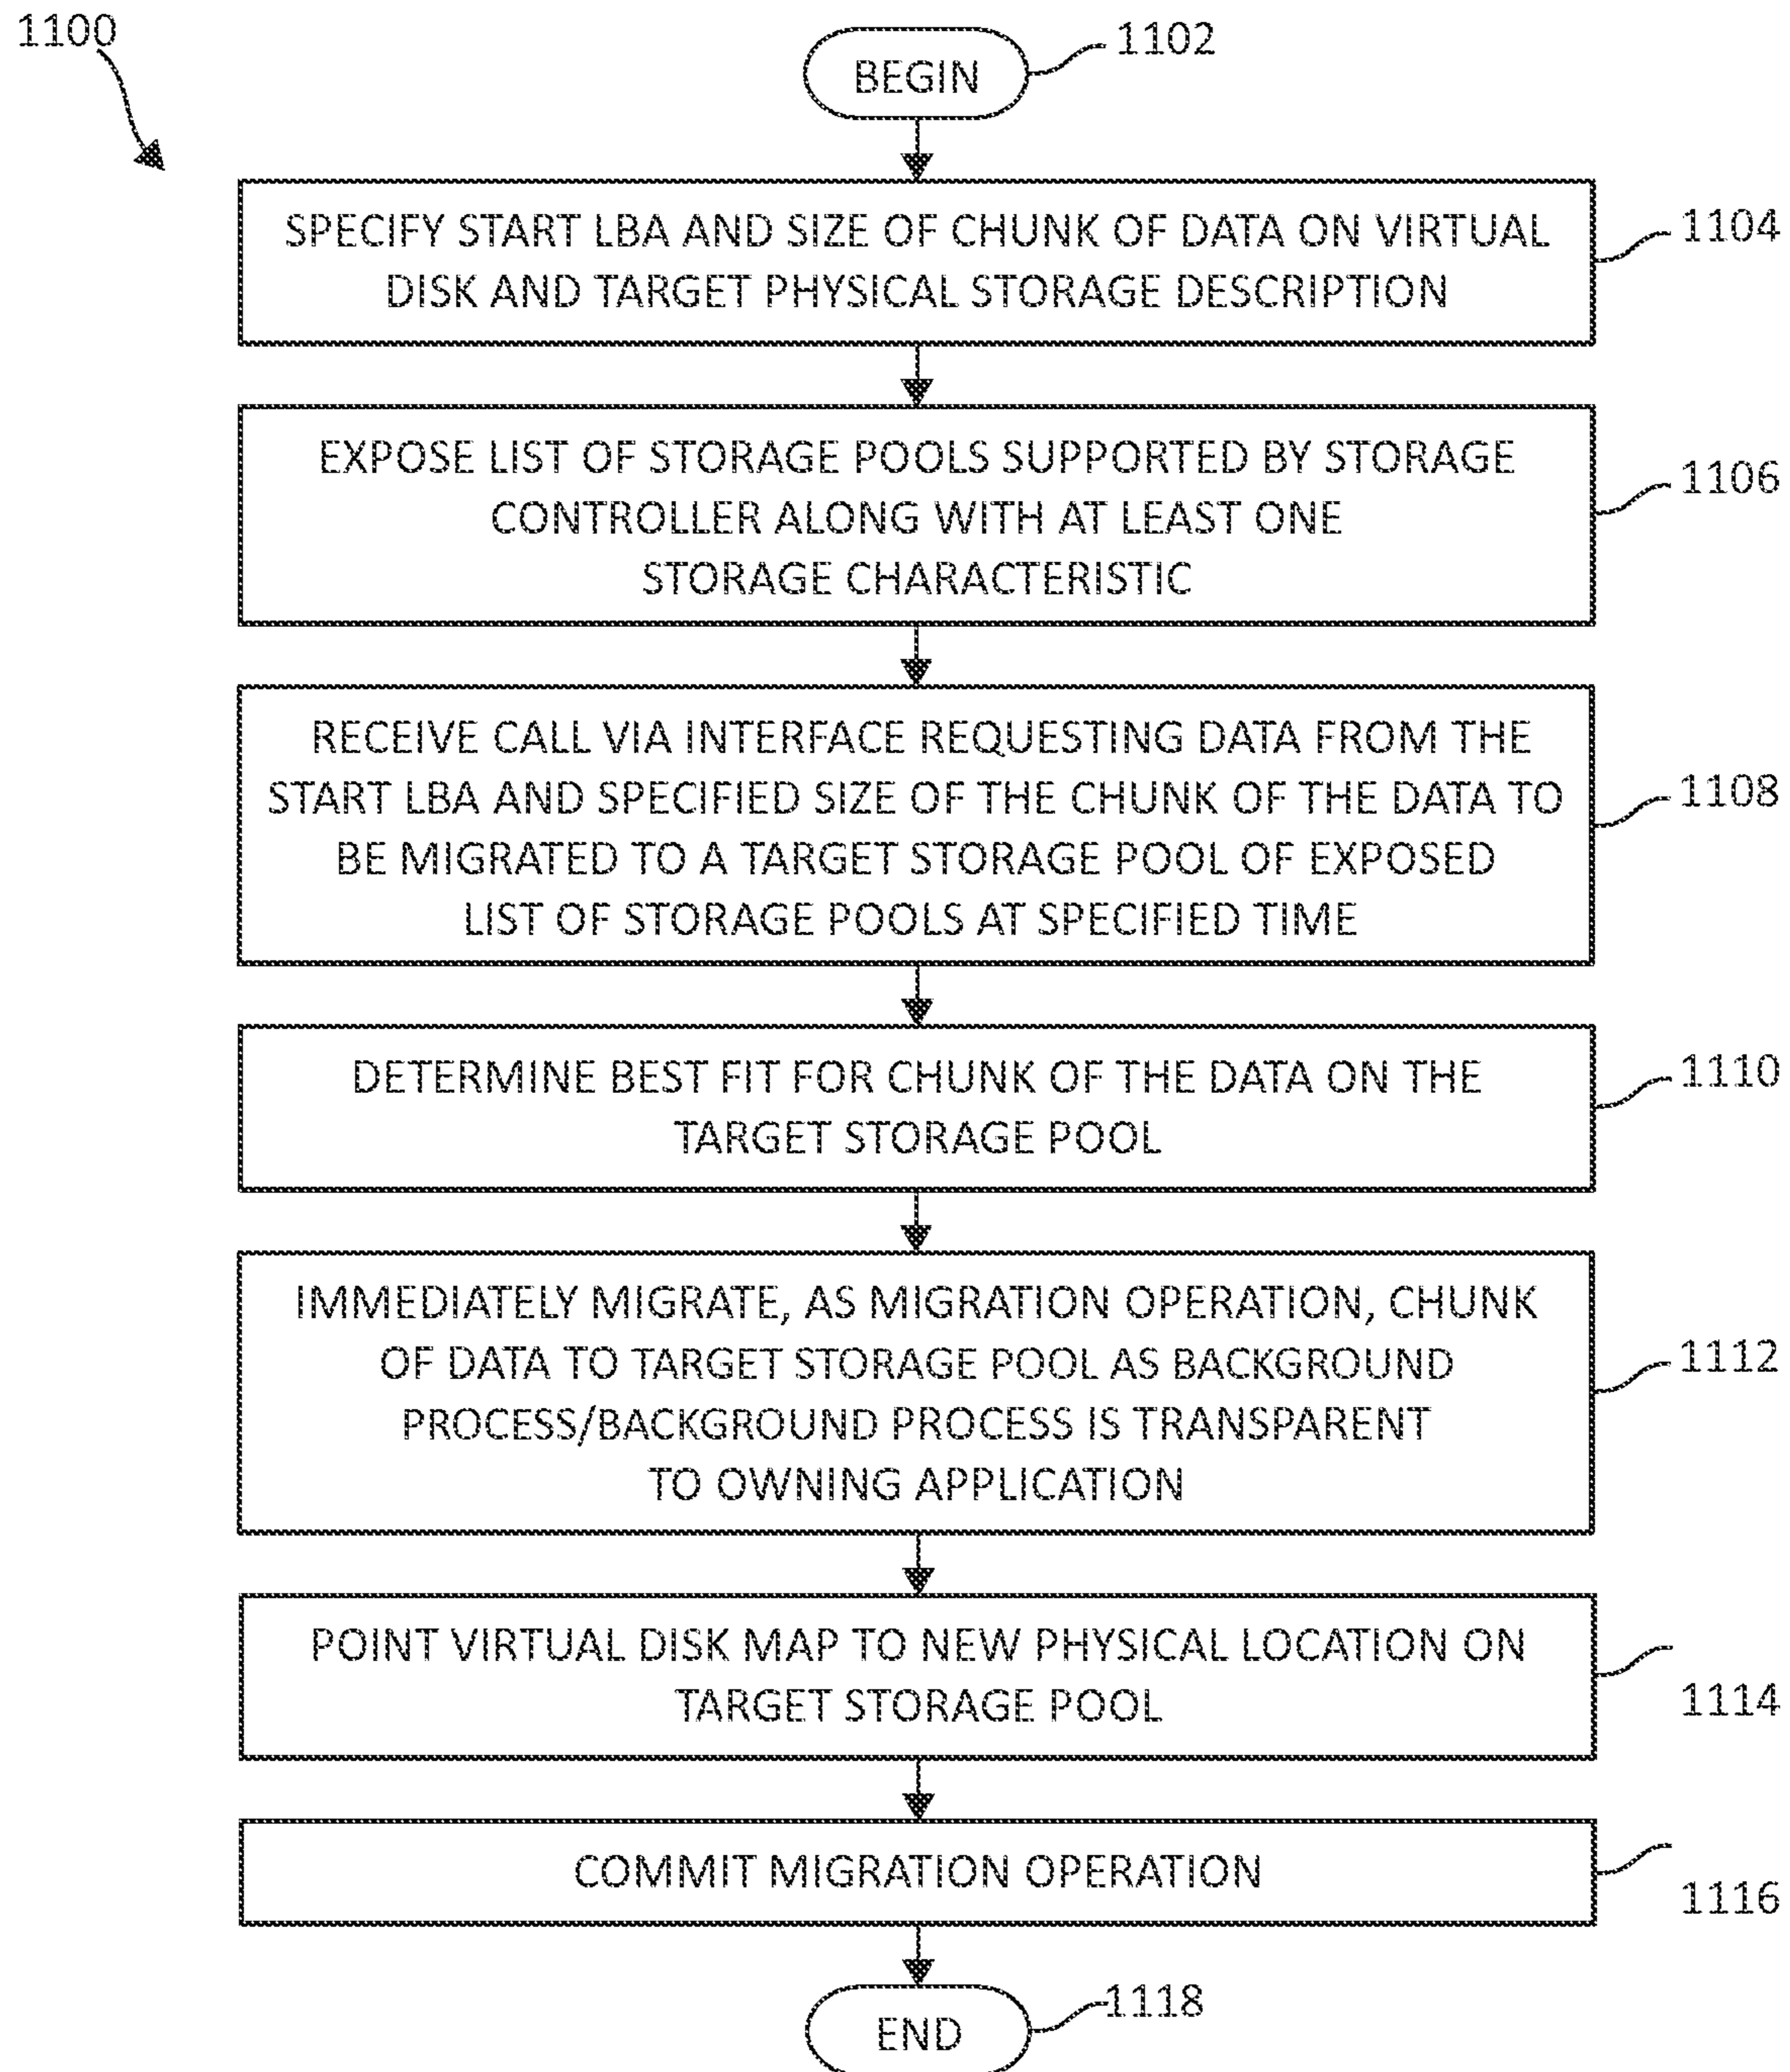 1100
BEGIN
1102
SPECIFY START LBA AND SIZE OF CHUNK OF DATA ON VIRTUAL
DISK AND TARGET PHYSICAL STORAGE DESCRIPTION
1104
EXPOSE LIST OF STORAGE POOLS SUPPORTED BY STORAGE
CONTROLLER ALONG WITH AT LEAST ONE
STORAGE CHARACTERISTIC
1106
RECEIVE CALL VIA INTERFACE REQUESTING DATA FROM THE
START LBA AND SPECIFIED SIZE OF THE CHUNK OF THE DATA TO
BE MIGRATED TO A TARGET STORAGE POOL OF EXPOSED
LIST OF STORAGE POOLS AT SPECIFIED TIME
1108
DETERMINE BEST FIT FOR CHUNK OF THE DATA ON THE
TARGET STORAGE POOL
1110
IMMEDIATELY MIGRATE, AS MIGRATION OPERATION, CHUNK
OF DATA TO TARGET STORAGE POOL AS BACKGROUND
PROCESS/BACKGROUND PROCESS IS TRANSPARENT
TO OWNING APPLICATION
1112
POINT VIRTUAL DISK MAP TO NEW PHYSICAL LOCATION ON
TARGET STORAGE POOL
1114
COMMIT MIGRATION OPERATION
1116
END
1118